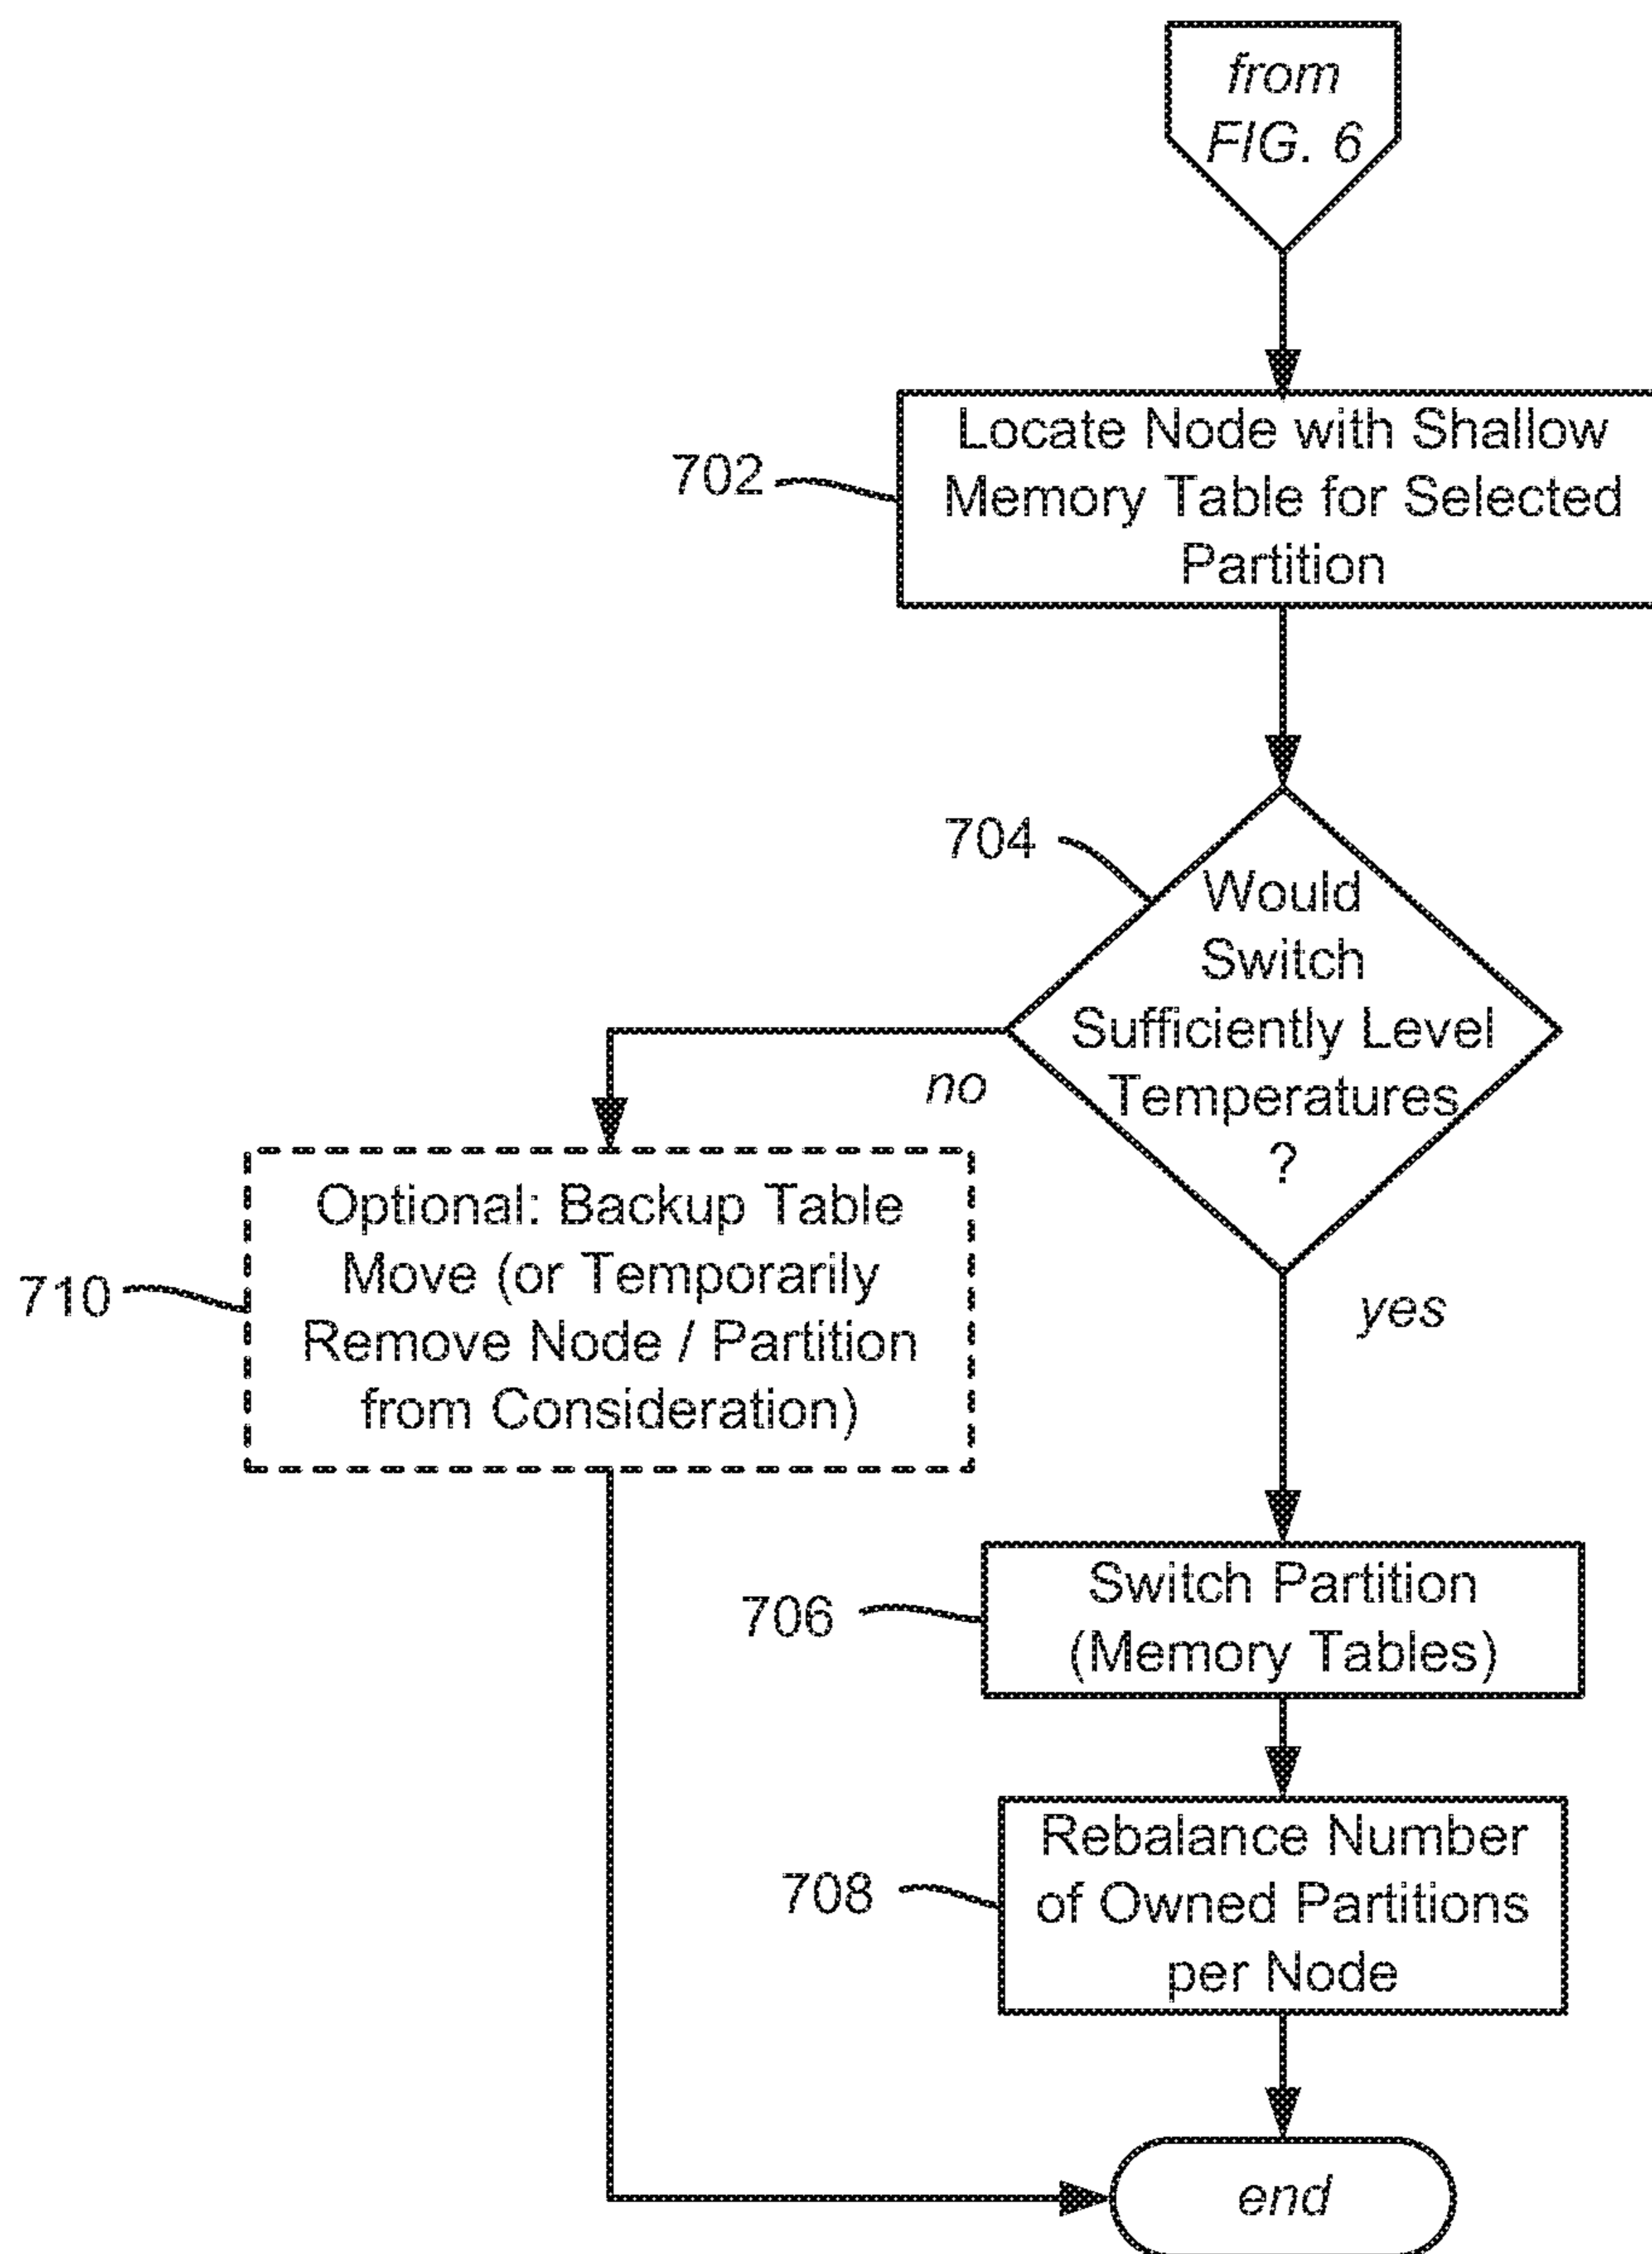 from
FIG. 6
702
Locate Node with Shallow
Memory Table for Selected
Partition
704
Would
Switch
Sufficiently Level
Temperatures
?
no
yes
710
Optional: Backup Table
Move (or Temporarily
Remove Node / Partition
from Consideration)
706
Switch Partition
(Memory Tables)
708
Rebalance Number
of Owned Partitions
per Node
end